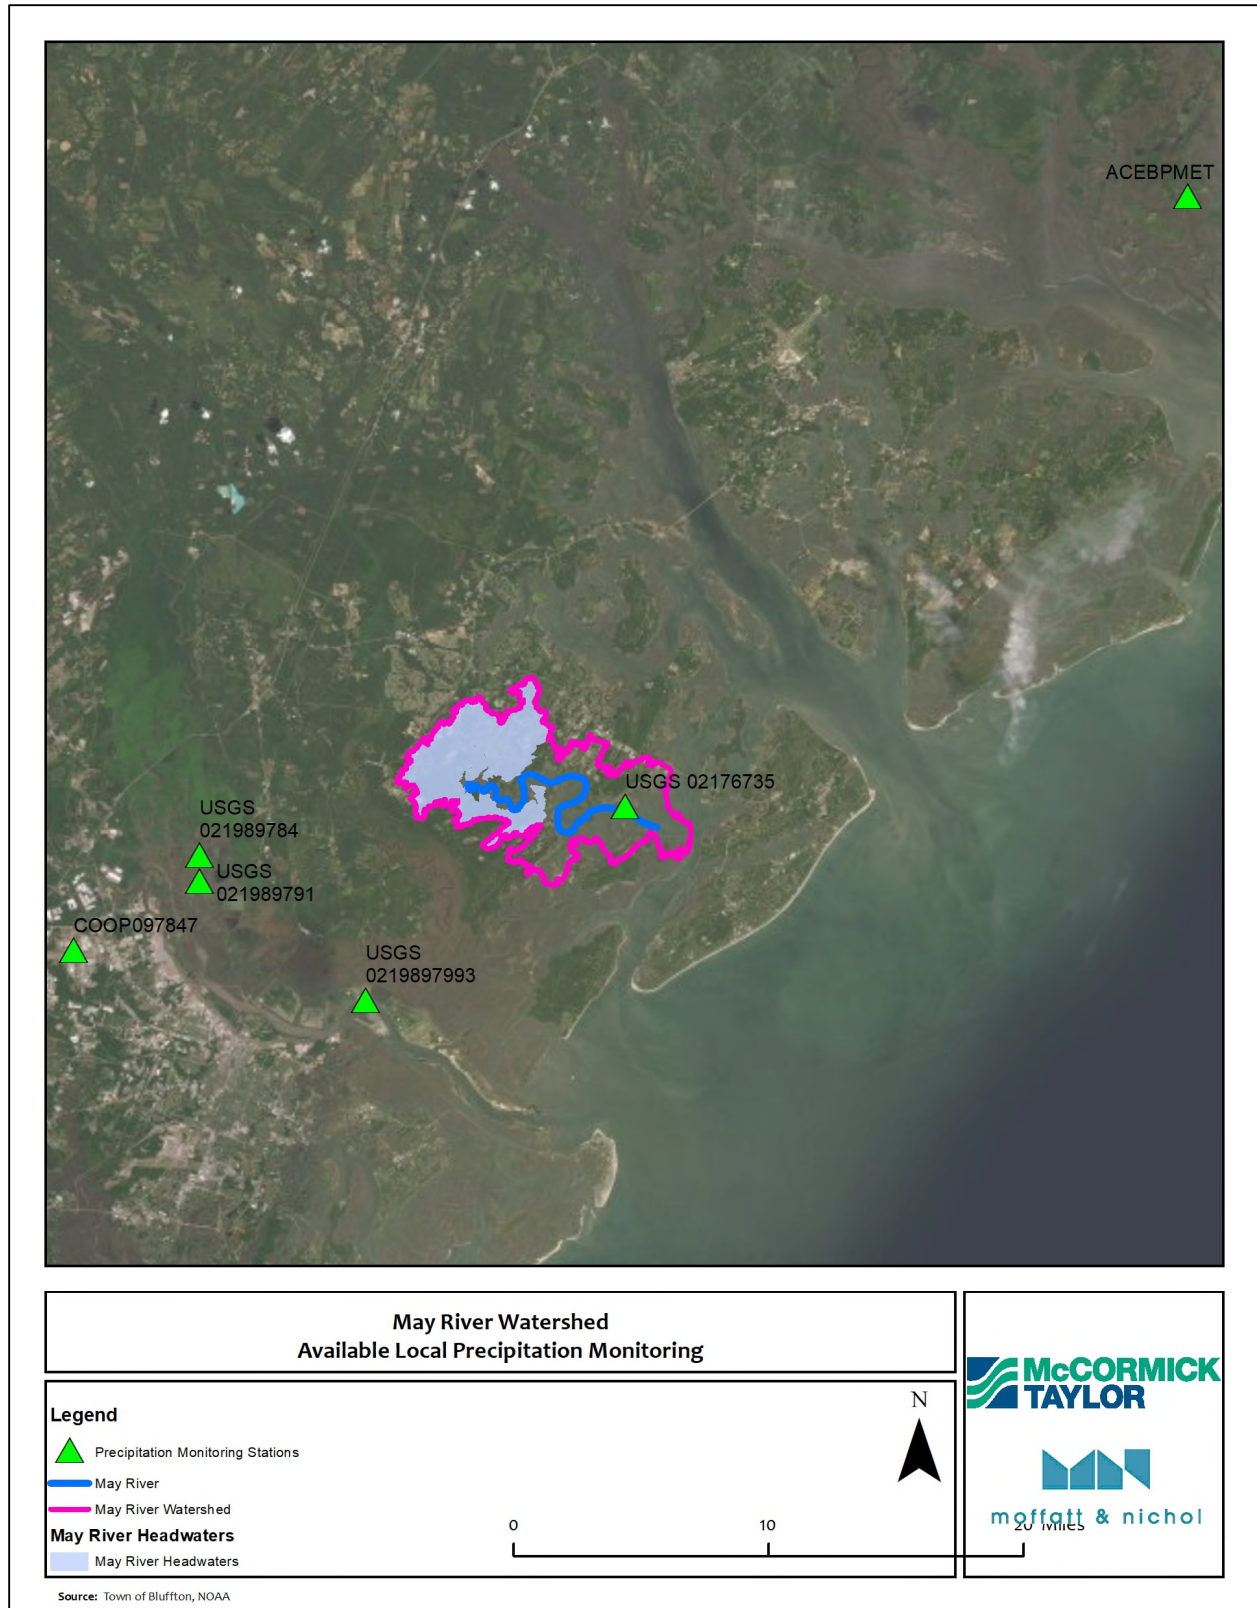 ACEBPMET
USGS 02176735
USGS
021989784
USGS
021989791
COOP097847
USGS
0219897993
May River Watershed
Available Local Precipitation Monitoring
Legend
Precipitation Monitoring Stations
May River
May River Watershed
May River Headwaters
May River Headwaters
N
0 10 20 Miles
McCORMICK
TAYLOR
moffatt & nichol
Source: Town of Bluffton, NOAA